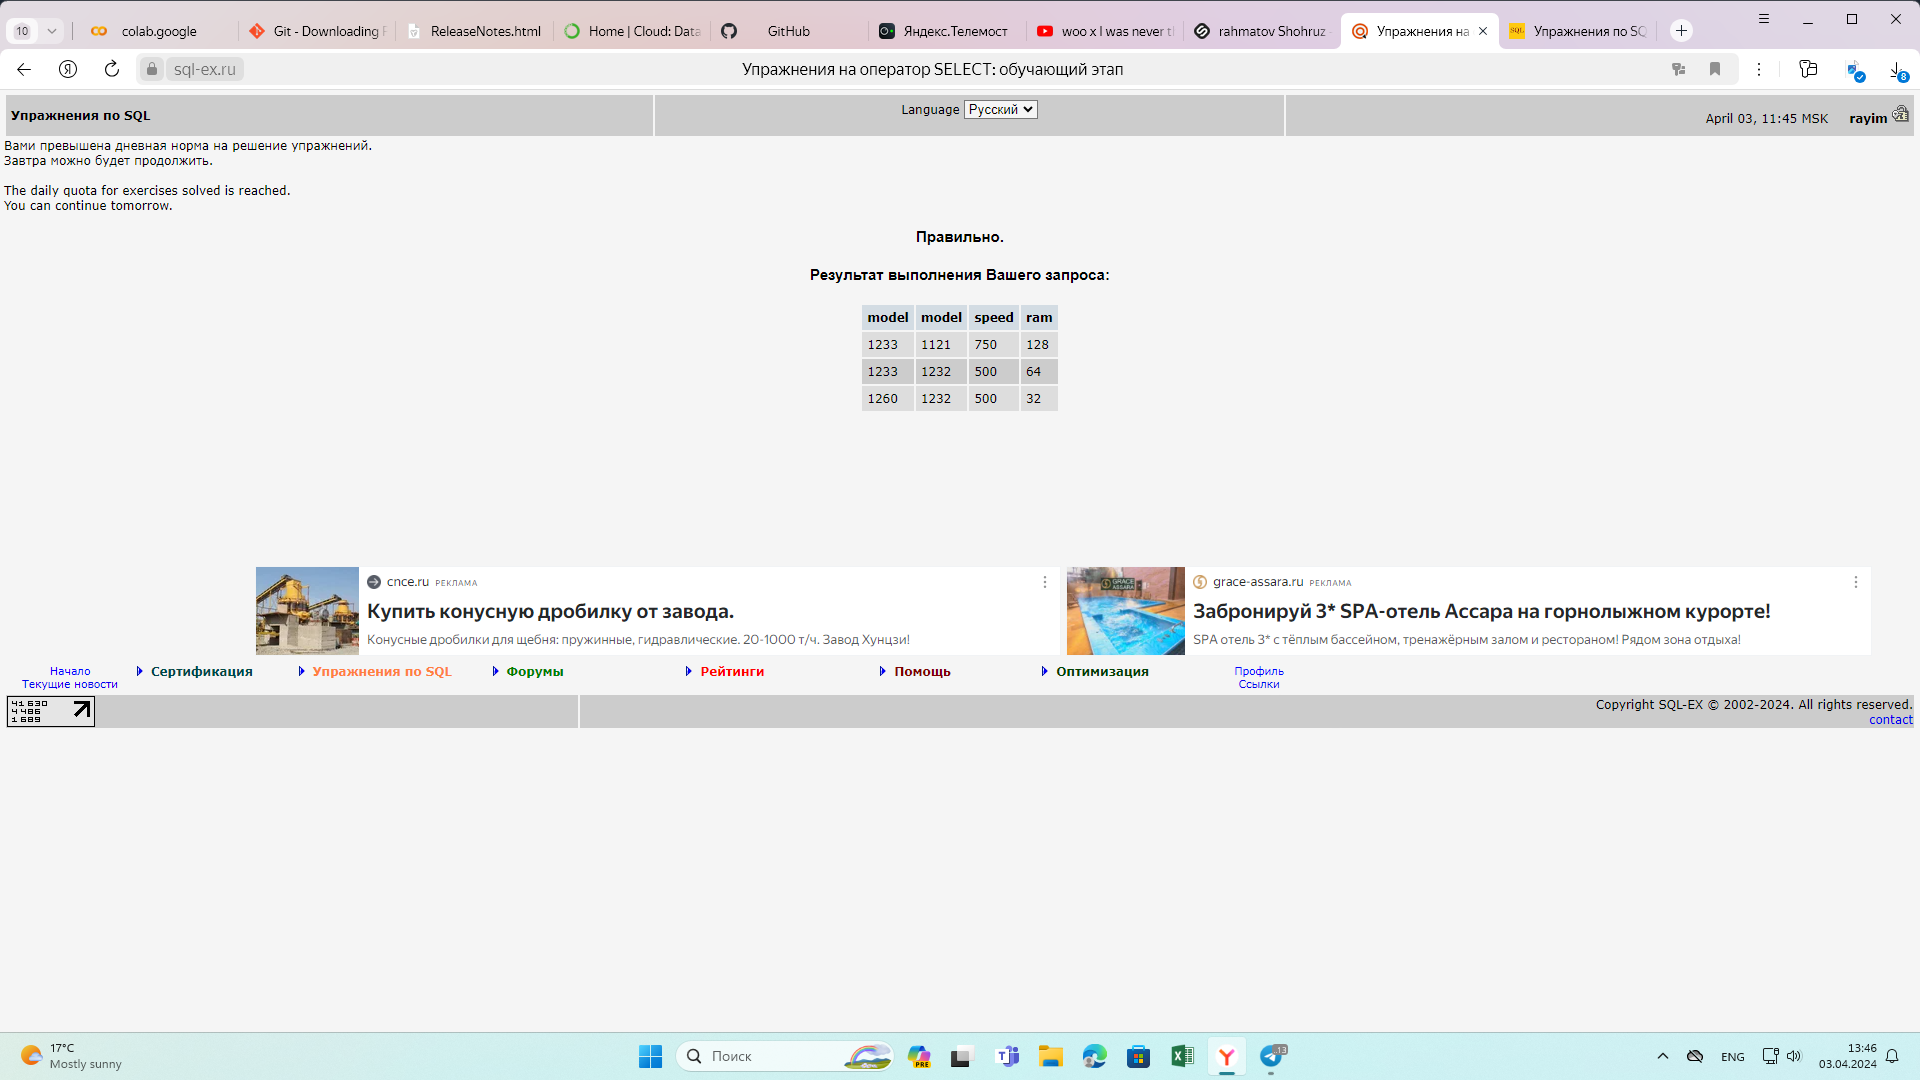 10
colab.google
Git - Downloading
ReleaseNotes.html
Home | Cloud: Data
GitHub
Яндекс.Телемост
woo x I was never t
rahmatov Shohruz
Упражнения на
Упражнения по SQ
sql-ex.ru
Упражнения на оператор SELECT: обучающий этап
8
Упражнения по SQL
Language Русский
April 03, 11:45 MSK rayim
Вами превышена дневная норма на решение упражнений.
Завтра можно будет продолжить.
The daily quota for exercises solved is reached.
You can continue tomorrow.
Правильно.
Результат выполнения Вашего запроса:
model model speed ram
1233 1121 750 128
1233 1232 500 64
1260 1232 500 32
cnce.ru РЕКЛАМА
Купить конусную дробилку от завода.
Конусные дробилки для щебня: пружинные, гидравлические. 20-1000 т/ч. Завод Хунцзи!
GRACE
ASSARA
grace-assara.ru РЕКЛАМА
Забронируй 3* SPA-отель Ассара на горнолыжном курорте!
SPA отель 3* с тёплым бассейном, тренажёрным залом и рестораном! Рядом зона отдыха!
Начало
Текущие новости
Сертификация
Упражнения по SQL
Форумы
Рейтинги
Помощь
Оптимизация
Профиль
Ссылки
41630
4486
1689
Copyright SQL-EX © 2002-2024. All rights reserved.
contact
17°C
Mostly sunny
Поиск
PRE
..13
ENG
13:46
03.04.2024